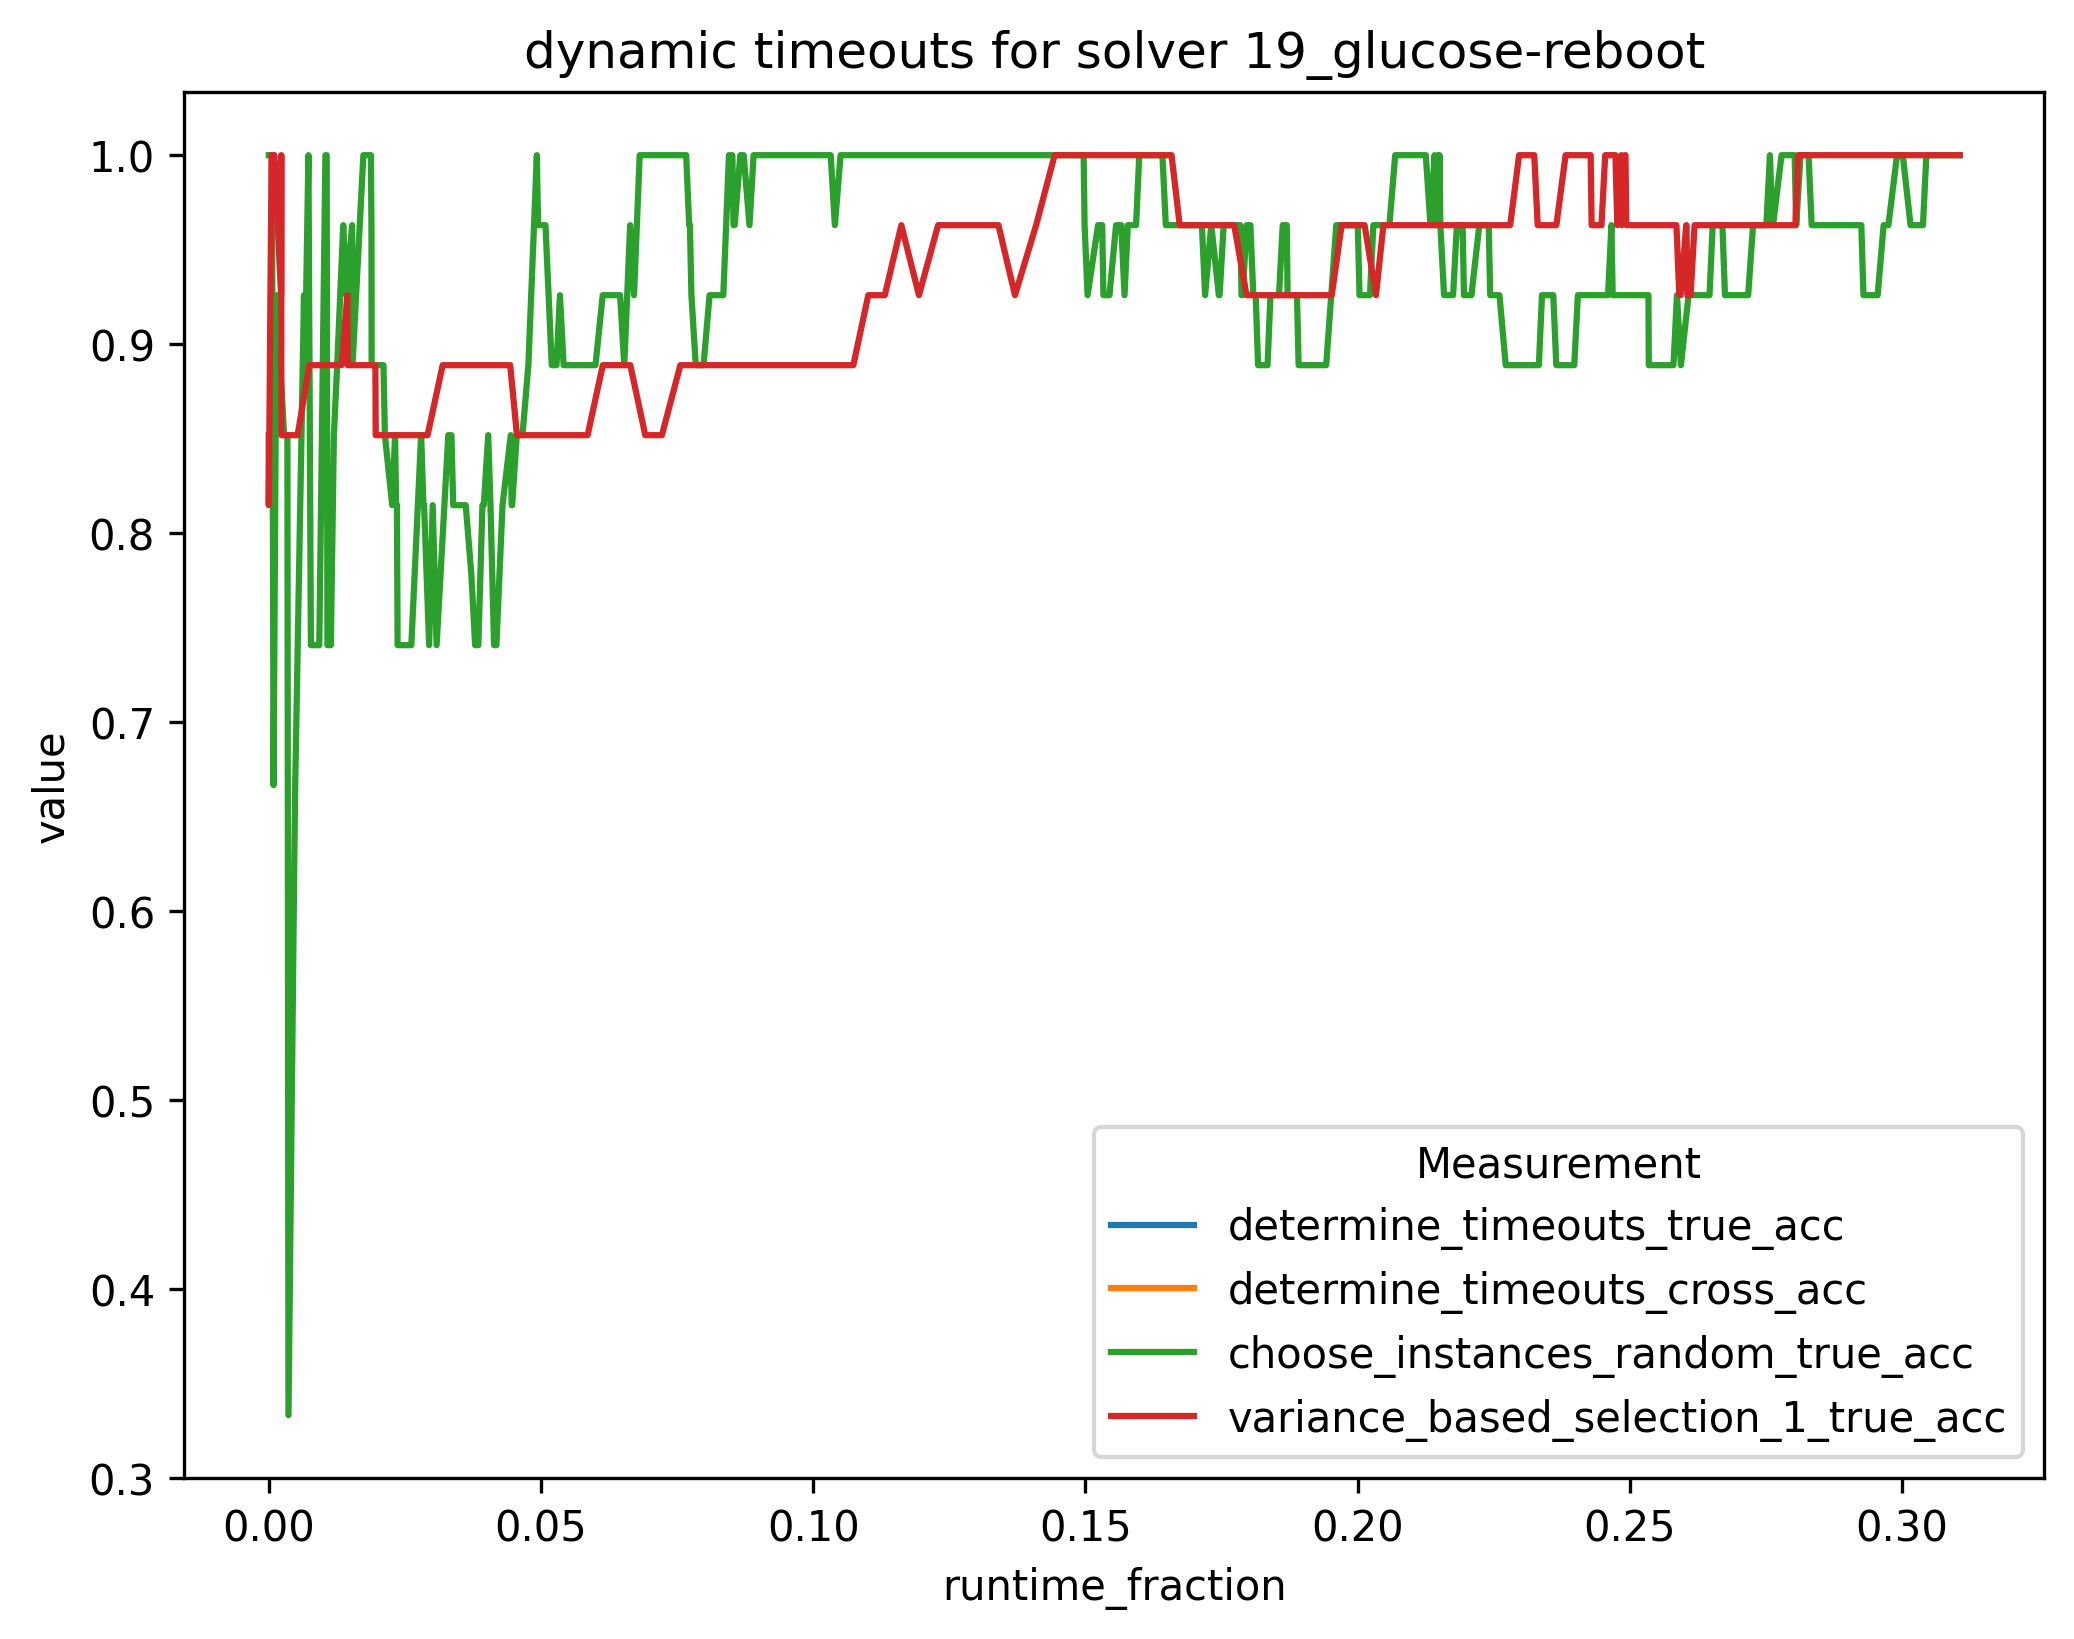 dynamic timeouts for solver 19_glucose-reboot
1.0
0.9
0.8
0.7
0.6
0.5
0.4
0.3
value
0.00 0.05 0.10 0.15 0.20 0.25 0.30
runtime_fraction
Measurement
determine_timeouts_true_acc
determine_timeouts_cross_acc
choose_instances_random_true_acc
variance_based_selection_1_true_acc